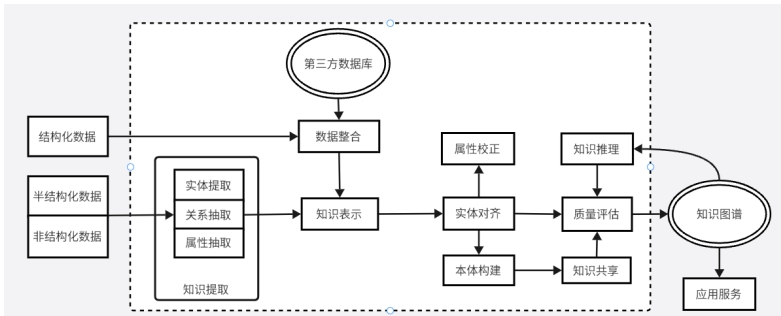 第三方数据库
结构化数据
数据整合
属性校正
知识推理
半结构化数据
非结构化数据
实体提取
关系抽取
属性抽取
知识提取
知识表示
实体对齐
质量评估
知识图谱
本体构建
知识共享
应用服务